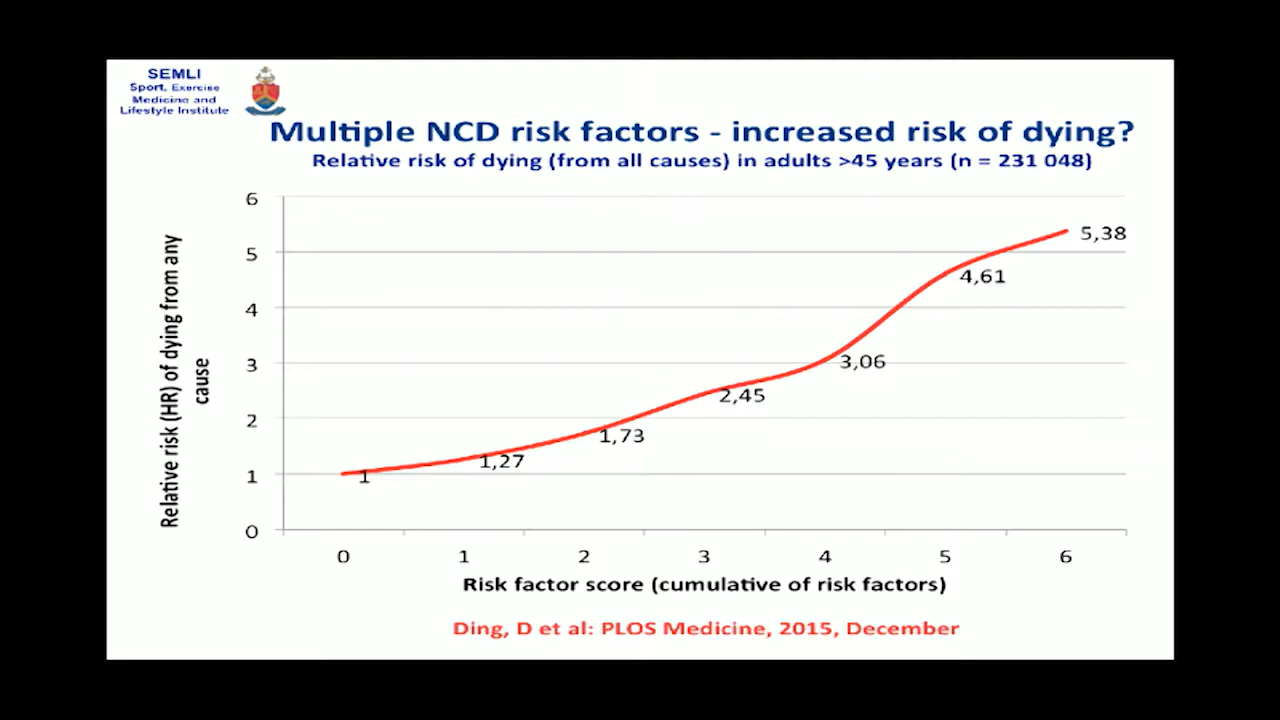 SEMLI
Sport, Exercise
Medicine and
Lifestyle Institute
Multiple NCD risk factors - increased risk of dying?
Relative risk of dying (from all causes) in adults >45 years (n = 231 048)
Relative risk (HR) of dying from any
cause
6
5
4
3
2
1
0
1
1,27
1,73
2,45
3,06
4,61
5,38
0 1 2 3 4 5 6
Risk factor score (cumulative of risk factors)
Ding, D et al: PLOS Medicine, 2015, December